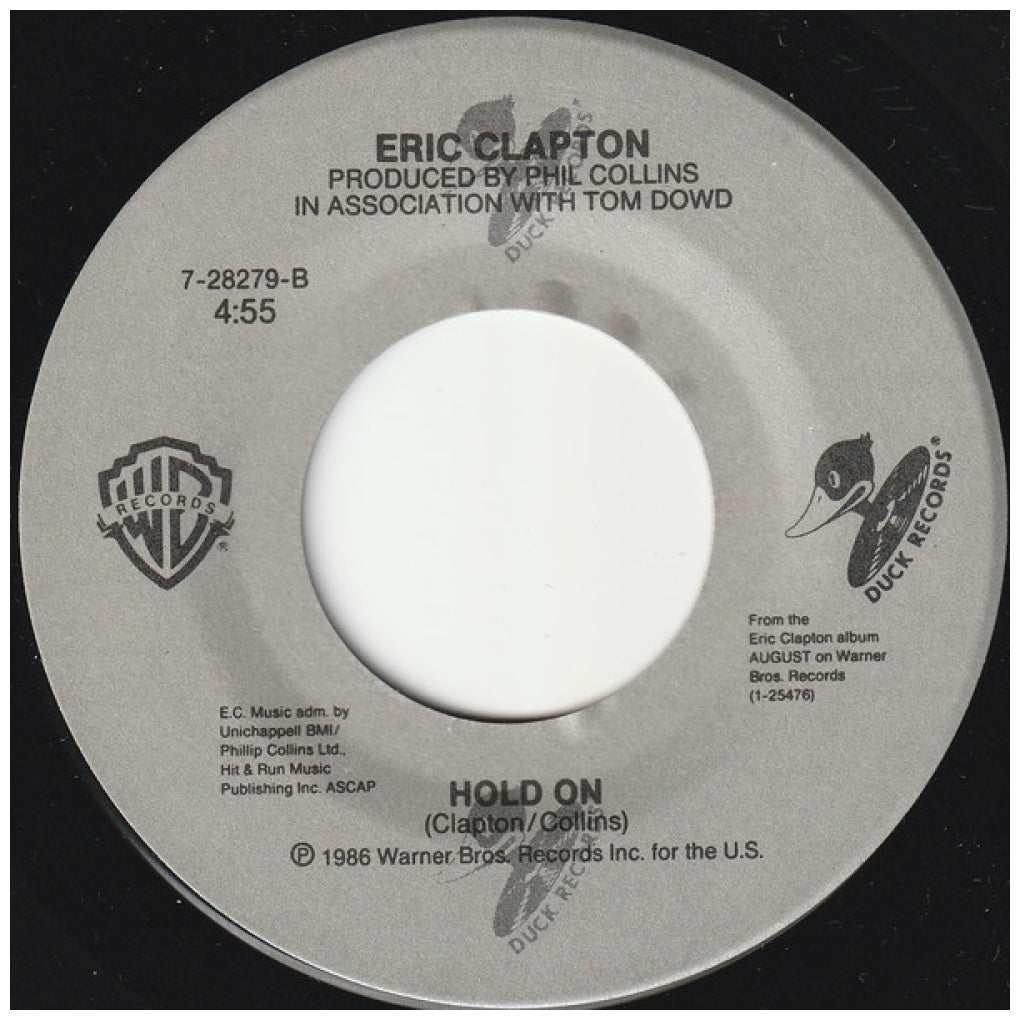 ERIC CLAPTON
PRODUCED BY PHIL COLLINS
IN ASSOCIATION WITH TOM DOWD
DUCK RECORDS®
7-28279-B
4:55
WB
RECORDS
®
DUCK RECORDS®
From the
Eric Clapton album
AUGUST on Warner
Bros. Records
(1-25476)
E.C. Music adm. by
Unichappell BMI/
Phillip Collins Ltd.,
Hit & Run Music
Publishing Inc. ASCAP
HOLD ON
(Clapton/Collins)
℗ 1986 Warner Bros. Records Inc. for the U.S.
DUCK RECORDS